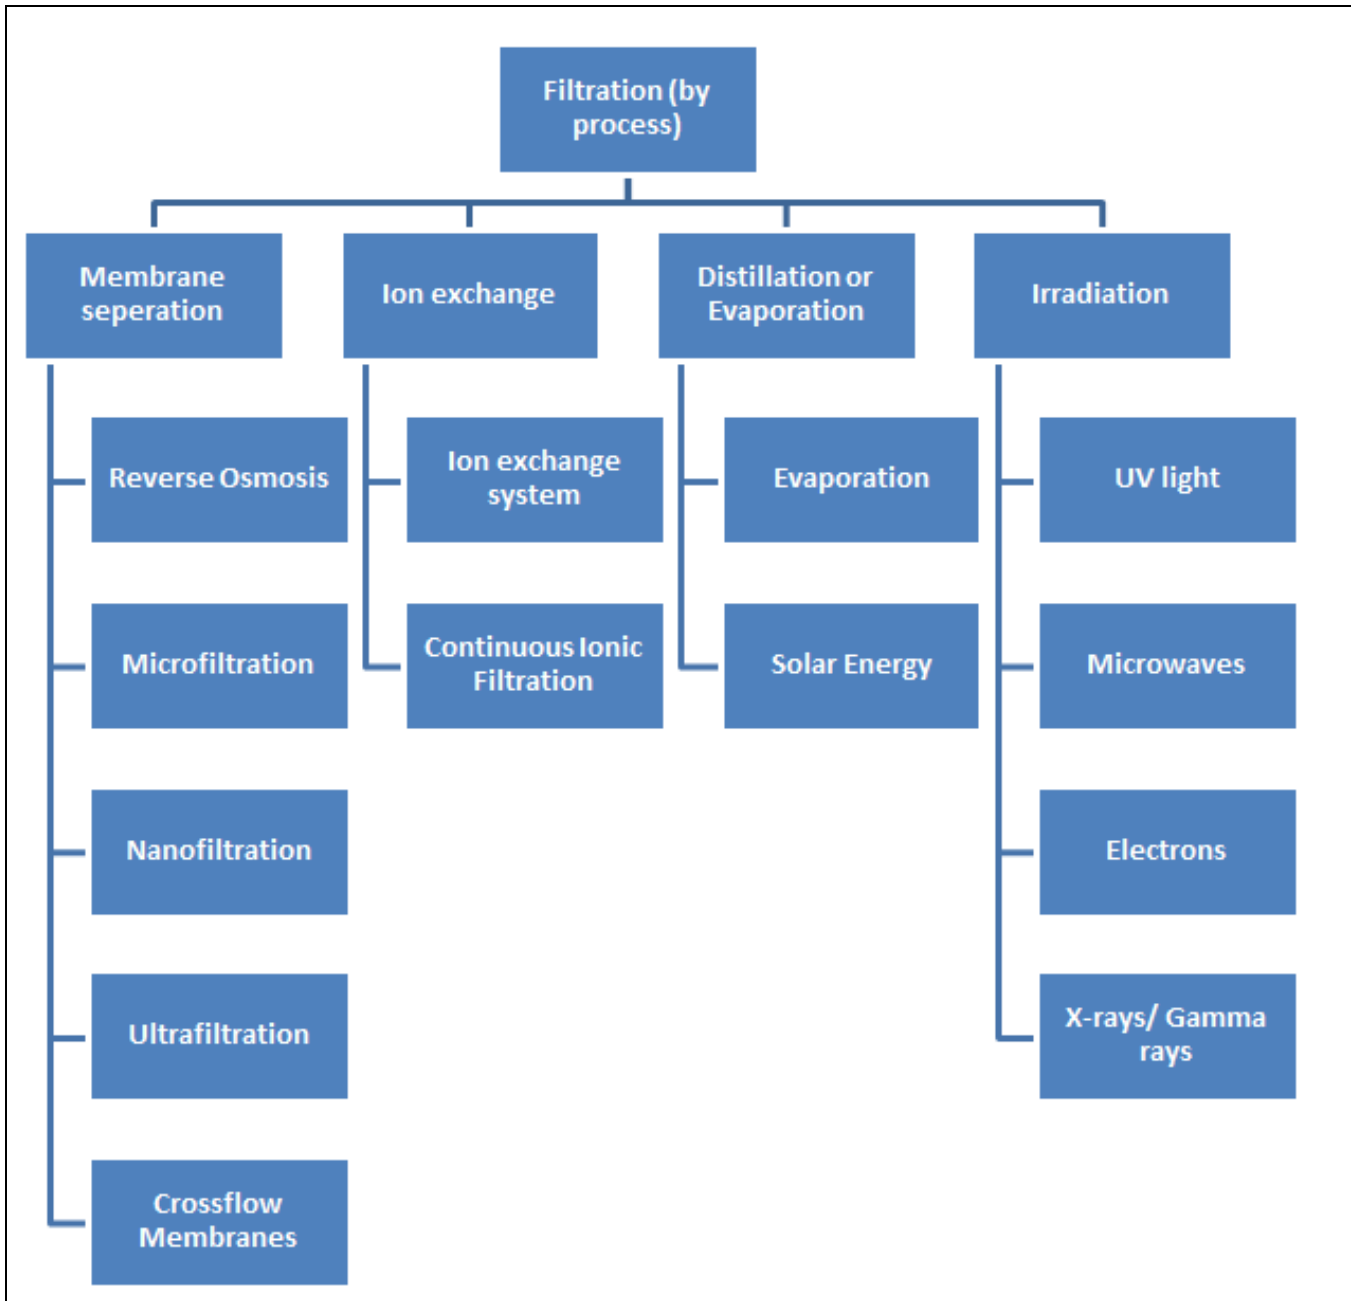 Filtration (by
process)
Membrane
seperation
Ion exchange
Distillation or
Evaporation
Irradiation
Reverse Osmosis
Ion exchange
system
Evaporation
UV light
Microfiltration
Continuous Ionic
Filtration
Solar Energy
Microwaves
Nanofiltration
Electrons
Ultrafiltration
X-rays/ Gamma
rays
Crossflow
Membranes